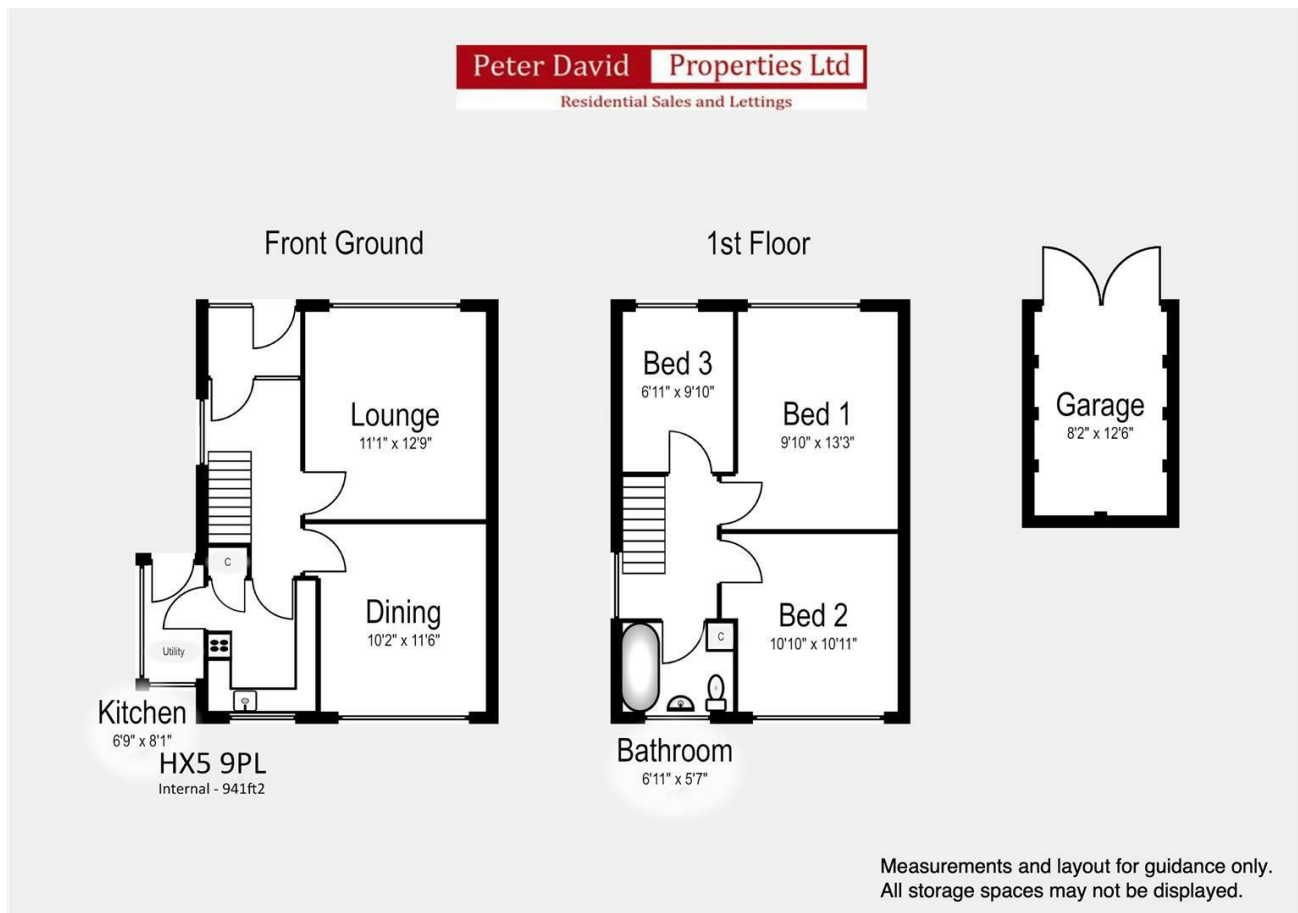 Peter David Properties Ltd
Residential Sales and Lettings
Front Ground
1st Floor
Bed 3
6'11" x 9'10"
Lounge
11'1" x 12'9"
Bed 1
9'10" x 13'3"
Garage
8'2" x 12'6"
C
Dining
10'2" x 11'6"
Bed 2
10'10" x 10'11"
Utility
C
Kitchen
6'9" x 8'1"
HX5 9PL
Internal - 941ft2
Bathroom
6'11" x 5'7"
Measurements and layout for guidance only.
All storage spaces may not be displayed.